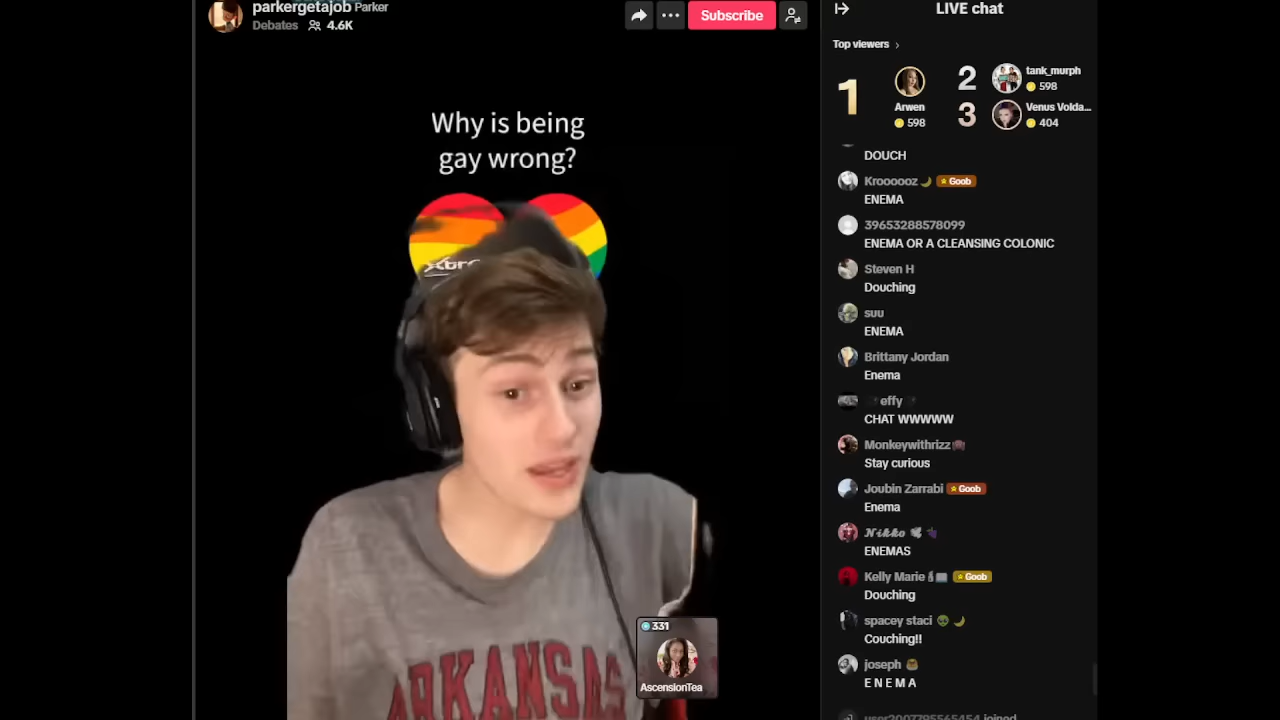 parkergetajob Parker
Debates 4.6K
Subscribe
LIVE chat
Top viewers
1
Arwen
598
2
tank_murph
598
3
Venus Volda...
404
Why is being
gay wrong?
ARKANSAS
331
AscensionTea
DOUCH
Kroooooz Goob
ENEMA
39653288578099
ENEMA OR A CLEANSING COLONIC
Steven H
Douching
suu
ENEMA
Brittany Jordan
Enema
effy
CHAT WWWWW
Monkeywithrizz
Stay curious
Joubin Zarrabi Goob
Enema
Nikko
ENEMAS
Kelly Marie Goob
Douching
spacey staci
Couching!!
joseph
E N E M A